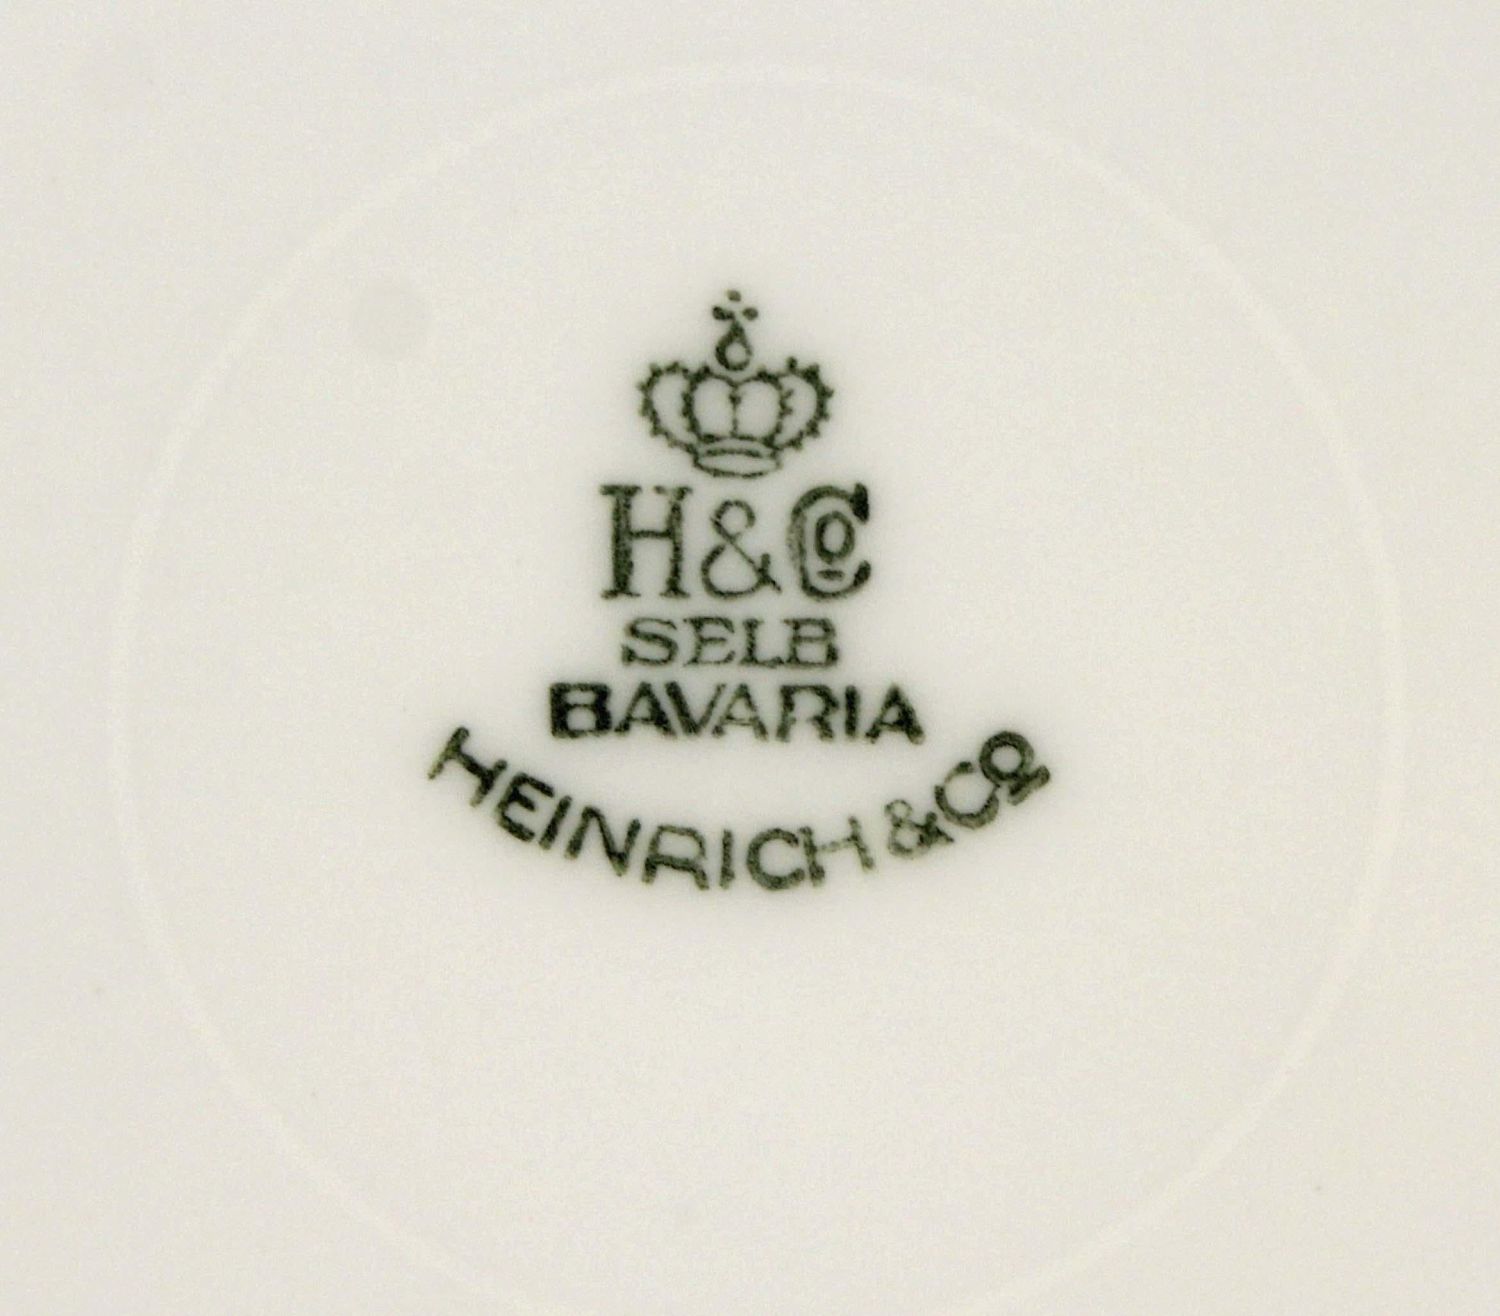 H&Co
SELB
BAVARIA
HEINRICH & Co